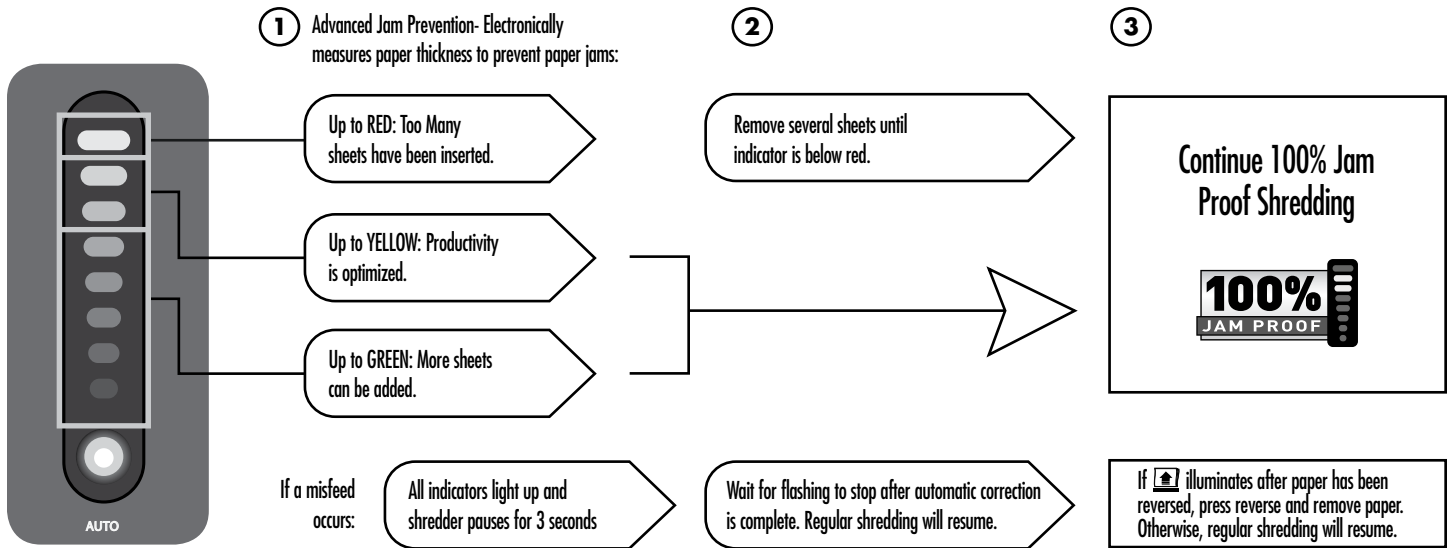 1
Advanced Jam Prevention- Electronically
measures paper thickness to prevent paper jams:
2
3
Up to RED: Too Many
sheets have been inserted.
Remove several sheets until
indicator is below red.
Continue 100% Jam
Proof Shredding
Up to YELLOW: Productivity
is optimized.
100%
JAM PROOF
Up to GREEN: More sheets
can be added.
AUTO
If a misfeed
occurs:
All indicators light up and
shredder pauses for 3 seconds
Wait for flashing to stop after automatic correction
is complete. Regular shredding will resume.
If illuminates after paper has been
reversed, press reverse and remove paper.
Otherwise, regular shredding will resume.